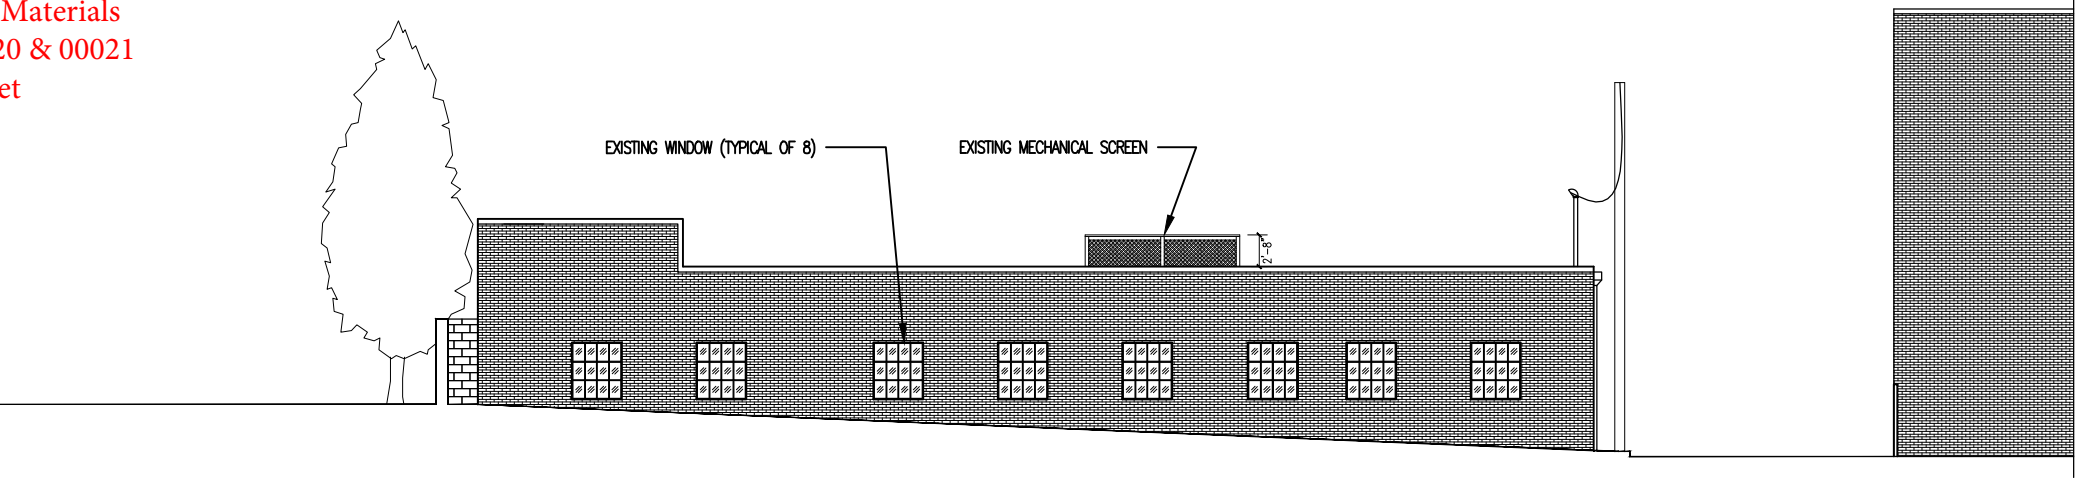 Materials
20 & 00021
et
EXISTING WINDOW (TYPICAL OF 8)
EXISTING MECHANICAL SCREEN
2'-8"